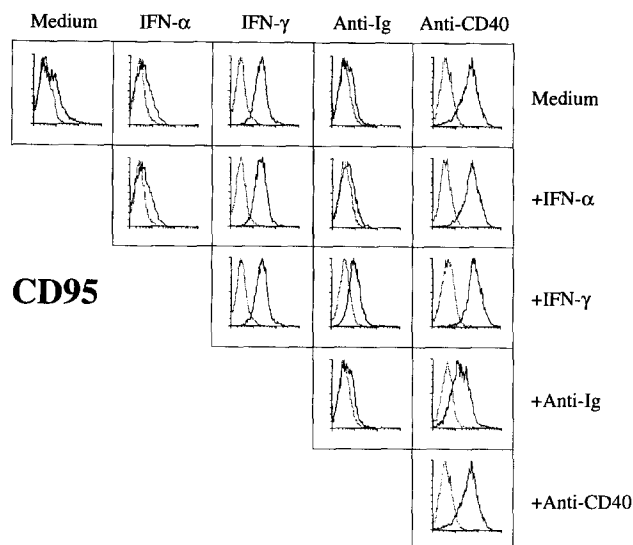 Medium IFN-α IFN-γ Anti-Ig Anti-CD40
Medium
+IFN-α
CD95
+IFN-γ
+Anti-Ig
+Anti-CD40